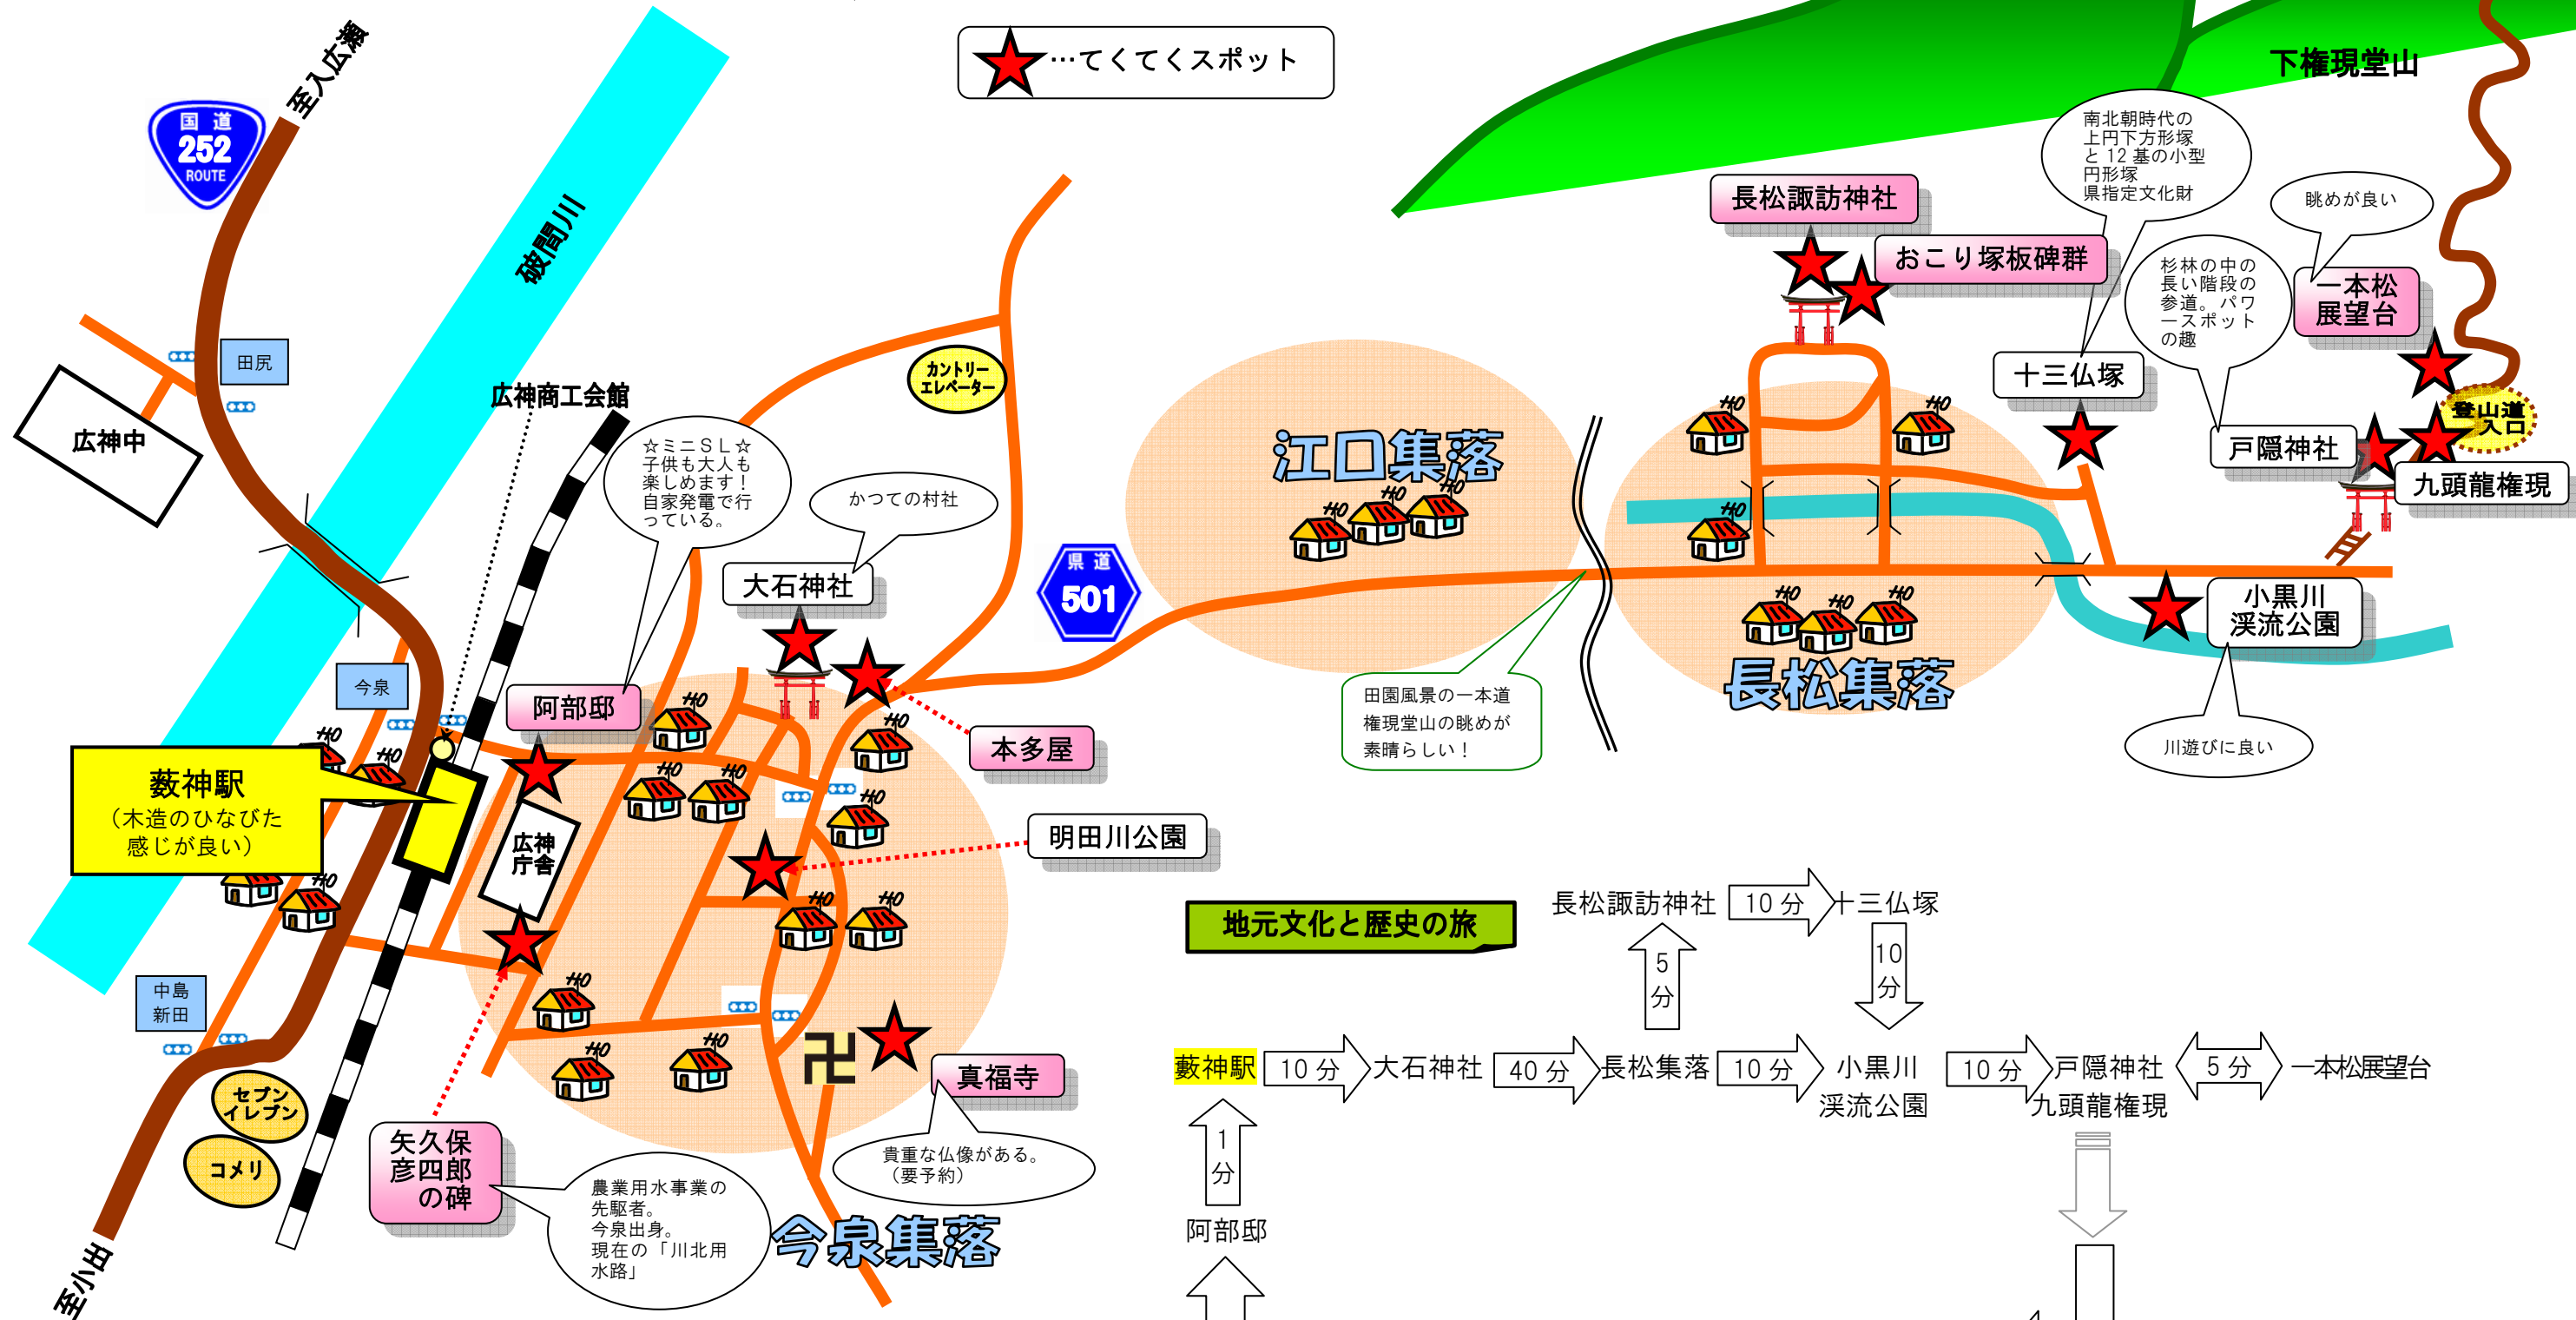 …てくてくスポット
至入広瀬
国道
252
ROUTE
破間川
下権現堂山
南北朝時代の
上円下方形塚
と12基の小型
円形塚
県指定文化財
眺めが良い
長松諏訪神社
おこり塚板碑群
杉林の中の
長い階段の
参道。パワ
ースポット
の趣
一本松
展望台
田尻
カントリー
エレベーター
十三仏塚
登山道
入口
広神商工会館
広神中
☆ミニSL☆
子供も大人も
楽しめます!
自家発電で行
っている。
かつての村社
江口集落
戸隠神社
九頭龍権現
大石神社
県道
501
小黒川
渓流公園
今泉
阿部邸
長松集落
田園風景の一本道
権現堂山の眺めが
素晴らしい!
本多屋
川遊びに良い
薮神駅
(木造のひなびた
感じが良い)
広神
庁舎
明田川公園
中島
新田
セブン
イレブン
コメリ
卍
真福寺
貴重な仏像がある。
(要予約)
矢久保
彦四郎
の碑
農業用水事業の
先駆者。
今泉出身。
現在の「川北用
水路」
今泉集落
至小出
地元文化と歴史の旅
長松諏訪神社
10分
十三仏塚
5
分
10
分
薮神駅
10分
大石神社
40分
長松集落
10分
小黒川
渓流公園
10分
戸隠神社
九頭龍権現
5分
一本松展望台
1
分
阿部邸